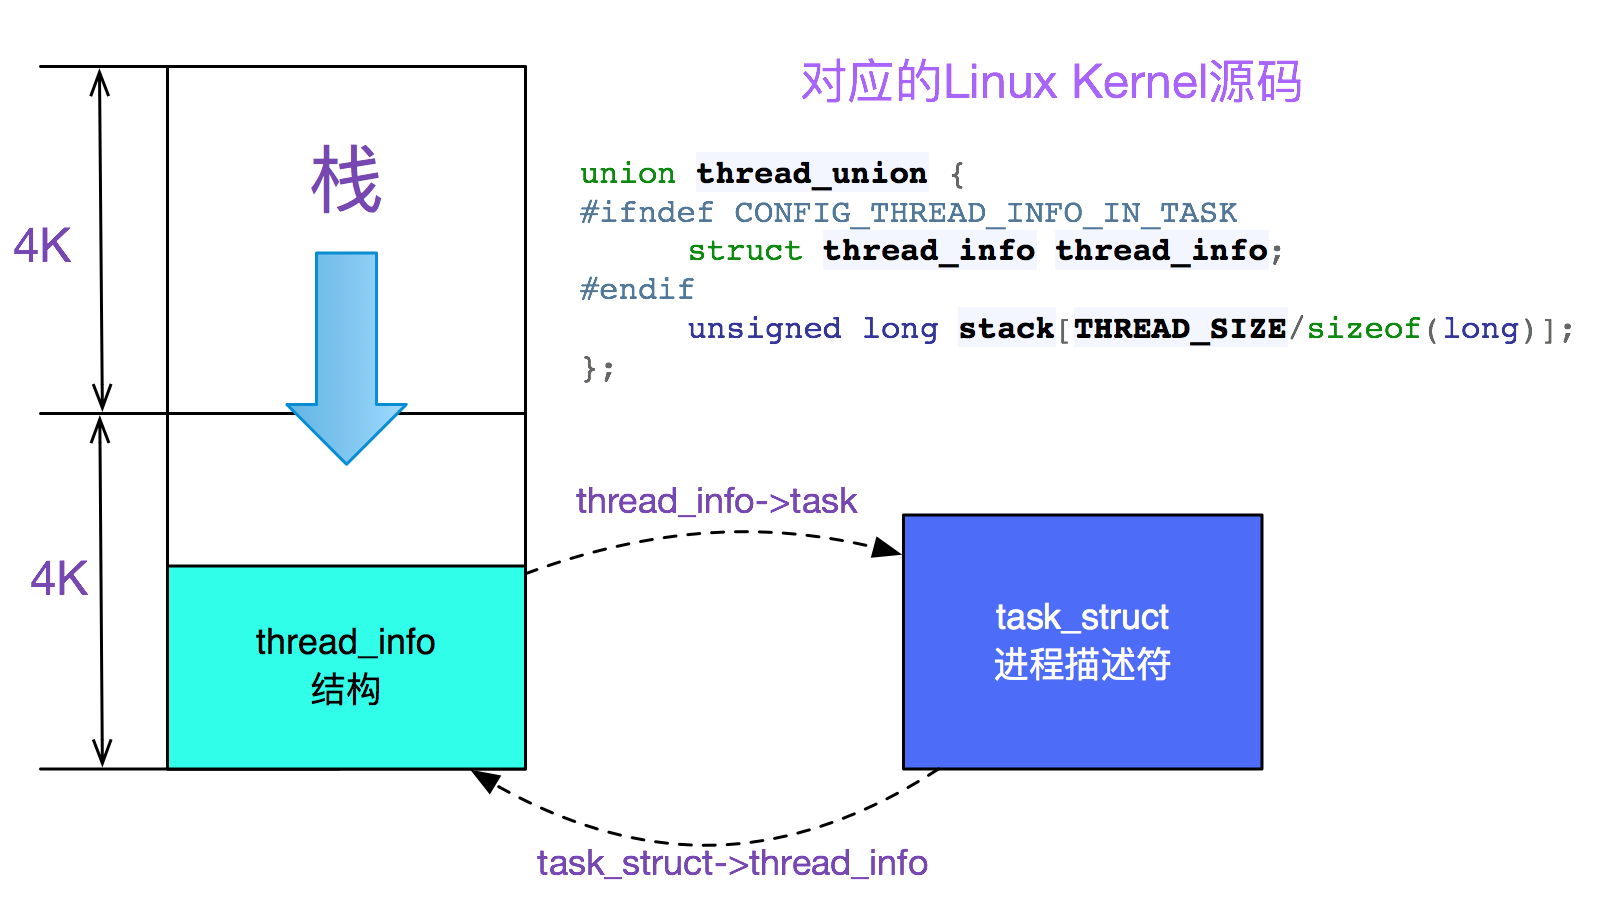 对应的Linux Kernel源码
栈
4K
union thread_union {
#ifndef CONFIG_THREAD_INFO_IN_TASK
struct thread_info thread_info;
#endif
unsigned long stack[THREAD_SIZE/sizeof(long)];
};
thread_info->task
4K
thread_info
结构
task_struct
进程描述符
task_struct->thread_info